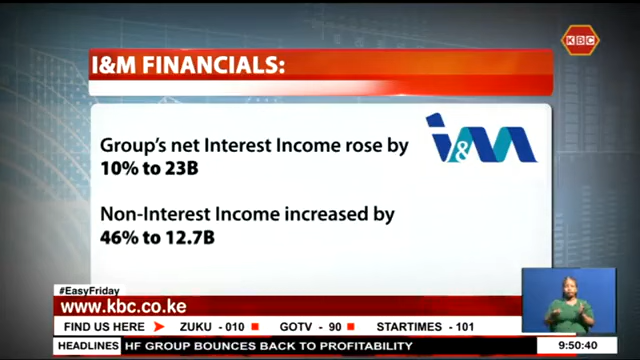 KBC
I&M FINANCIALS:
Group's net Interest Income rose by
10% to 23B
i&m
Non-Interest Income increased by
46% to 12.7B
#EasyFriday
www.kbc.co.ke
FIND US HERE ZUKU - 010 GOTV - 90 STARTIMES - 101
HEADLINES HF GROUP BOUNCES BACK TO PROFITABILITY 9:50:40